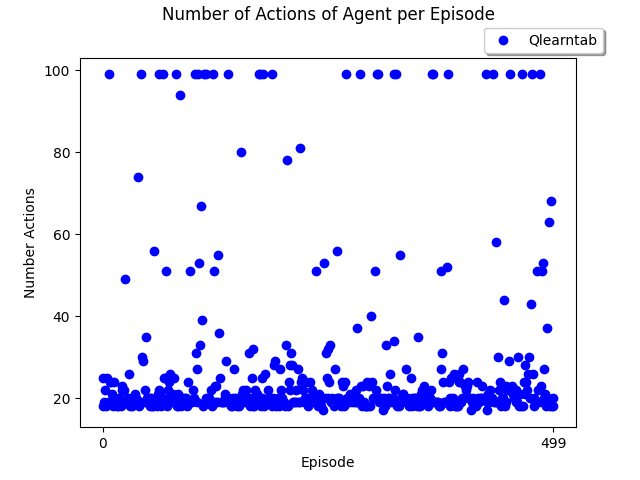 Number of Actions of Agent per Episode
Qlearntab
100
80
60
40
20
Number Actions
0 499
Episode